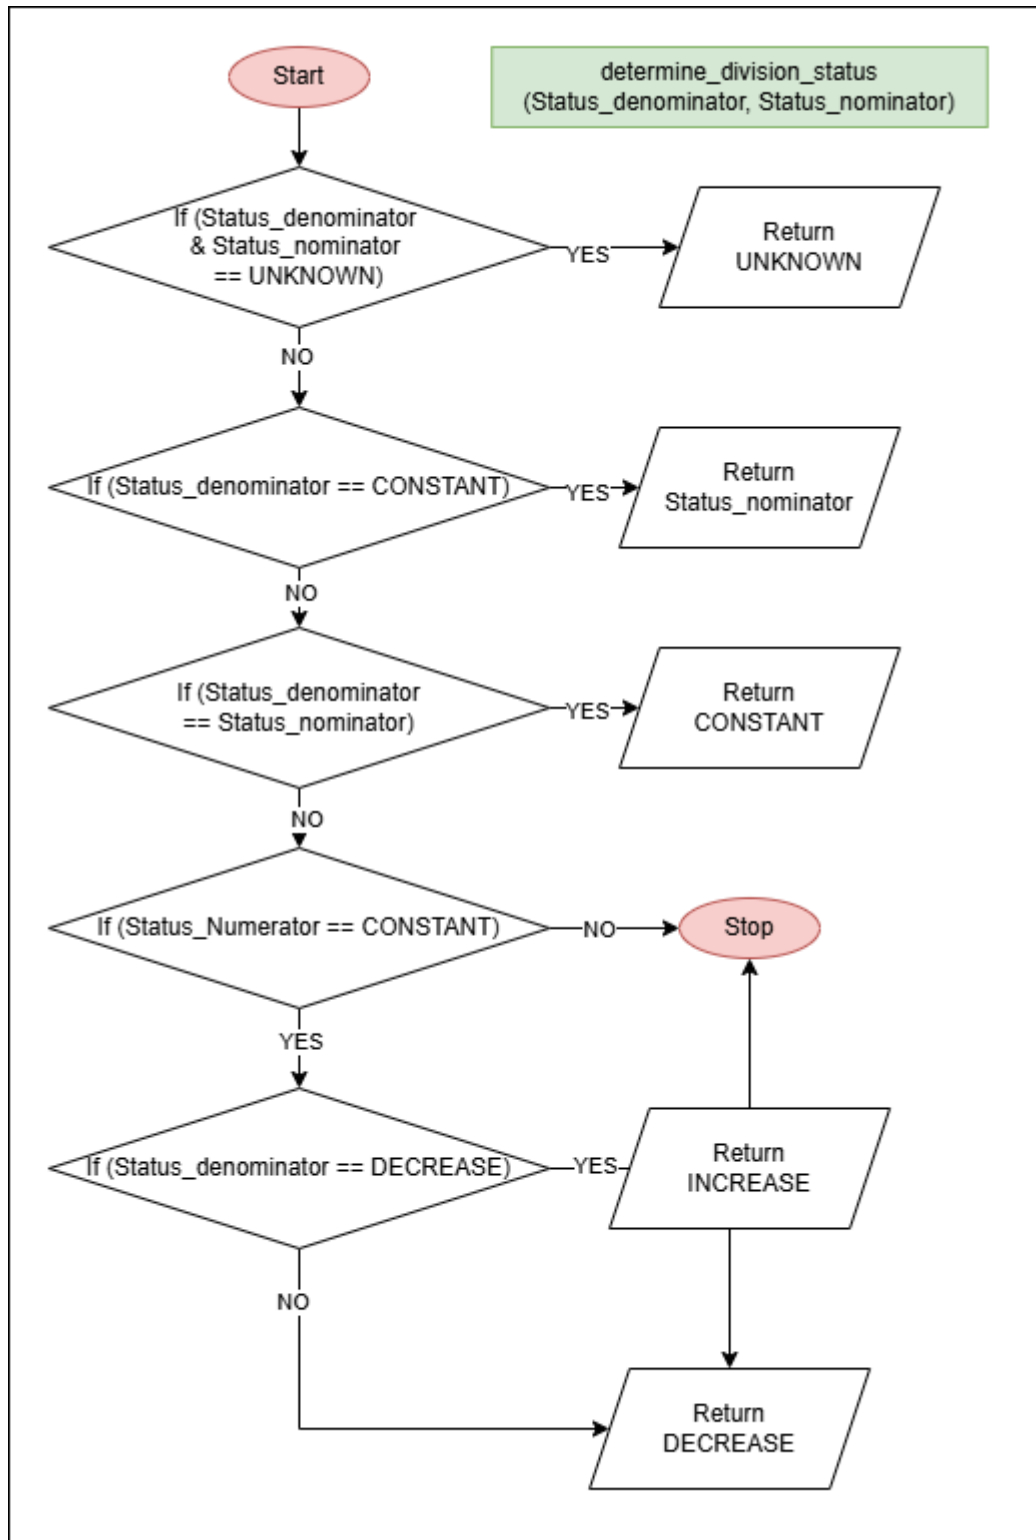 Start
determine_division_status
(Status_denominator, Status_nominator)
If (Status_denominator
& Status_nominator
== UNKNOWN)
YES
Return
UNKNOWN
NO
If (Status_denominator == CONSTANT)
YES
Return
Status_nominator
NO
If (Status_denominator
== Status_nominator)
YES
Return
CONSTANT
NO
If (Status_Numerator == CONSTANT)
NO
Stop
YES
If (Status_denominator == DECREASE)
YES
Return
INCREASE
NO
Return
DECREASE